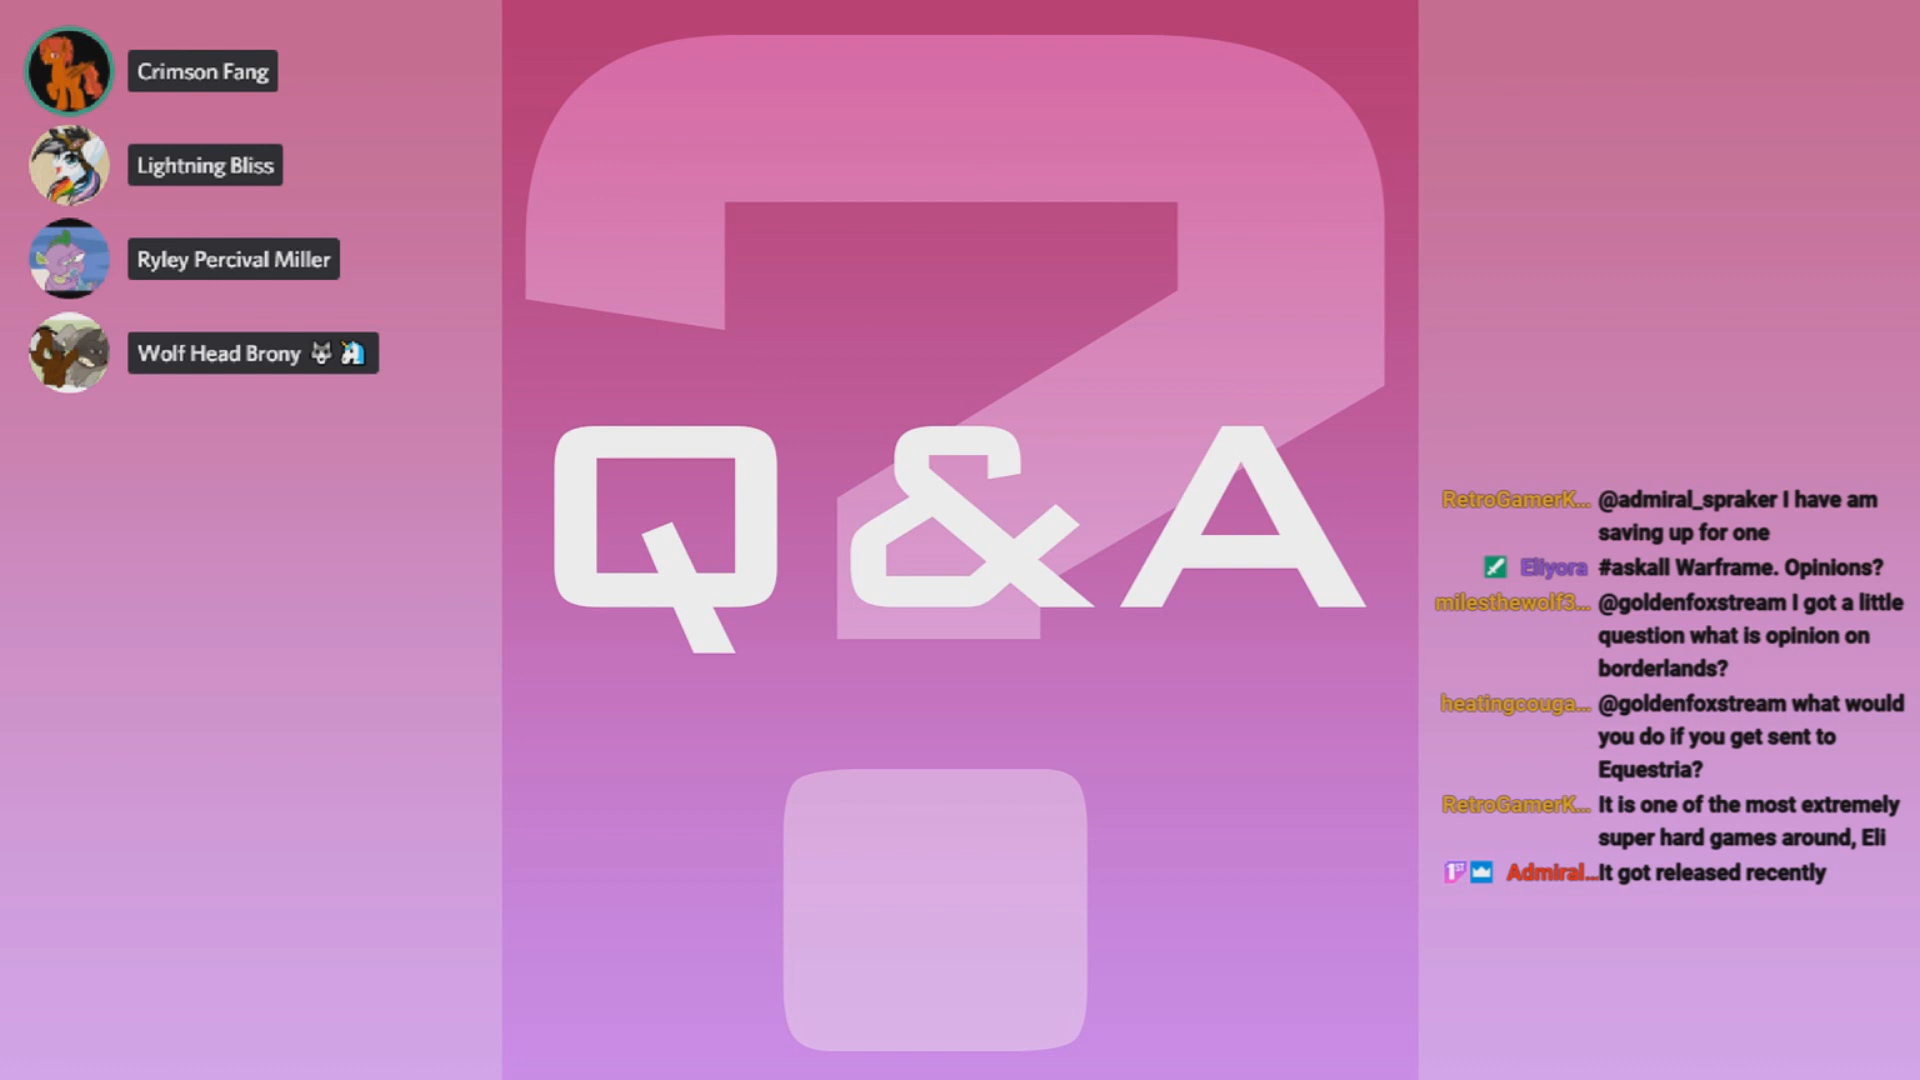 Crimson Fang
Lightning Bliss
Ryley Percival Miller
Wolf Head Brony 🐺 🦄
Q & A
RetroGamerK... @admiral_spraker I have am
saving up for one
Eliyora #askall Warframe. Opinions?
milesthewolf3... @goldenfoxstream I got a little
question what is opinion on
borderlands?
heatingcouga... @goldenfoxstream what would
you do if you get sent to
Equestria?
RetroGamerK... It is one of the most extremely
super hard games around, Eli
1ST Admiral... It got released recently